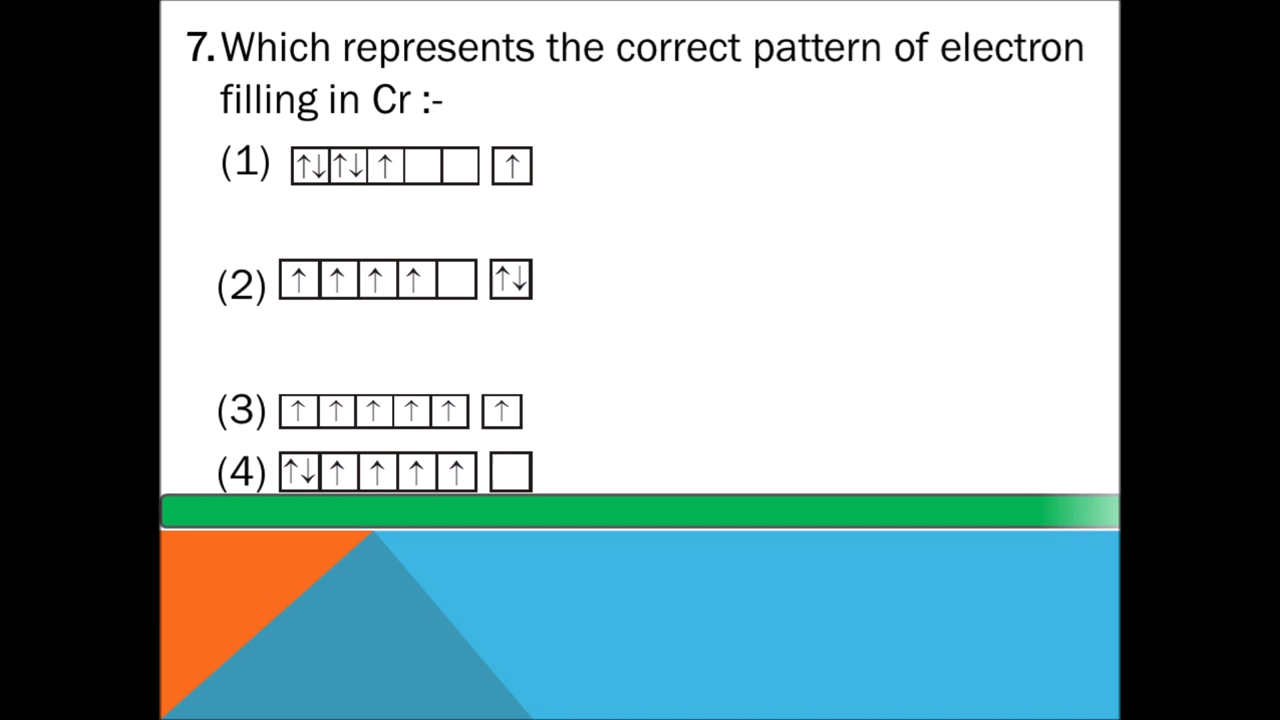 7. Which represents the correct pattern of electron
filling in Cr :-
(1) ↑↓ ↑↓ ↑ ↑
(2) ↑ ↑ ↑ ↑ ↑↓
(3) ↑ ↑ ↑ ↑ ↑ ↑
(4) ↑↓ ↑ ↑ ↑ ↑